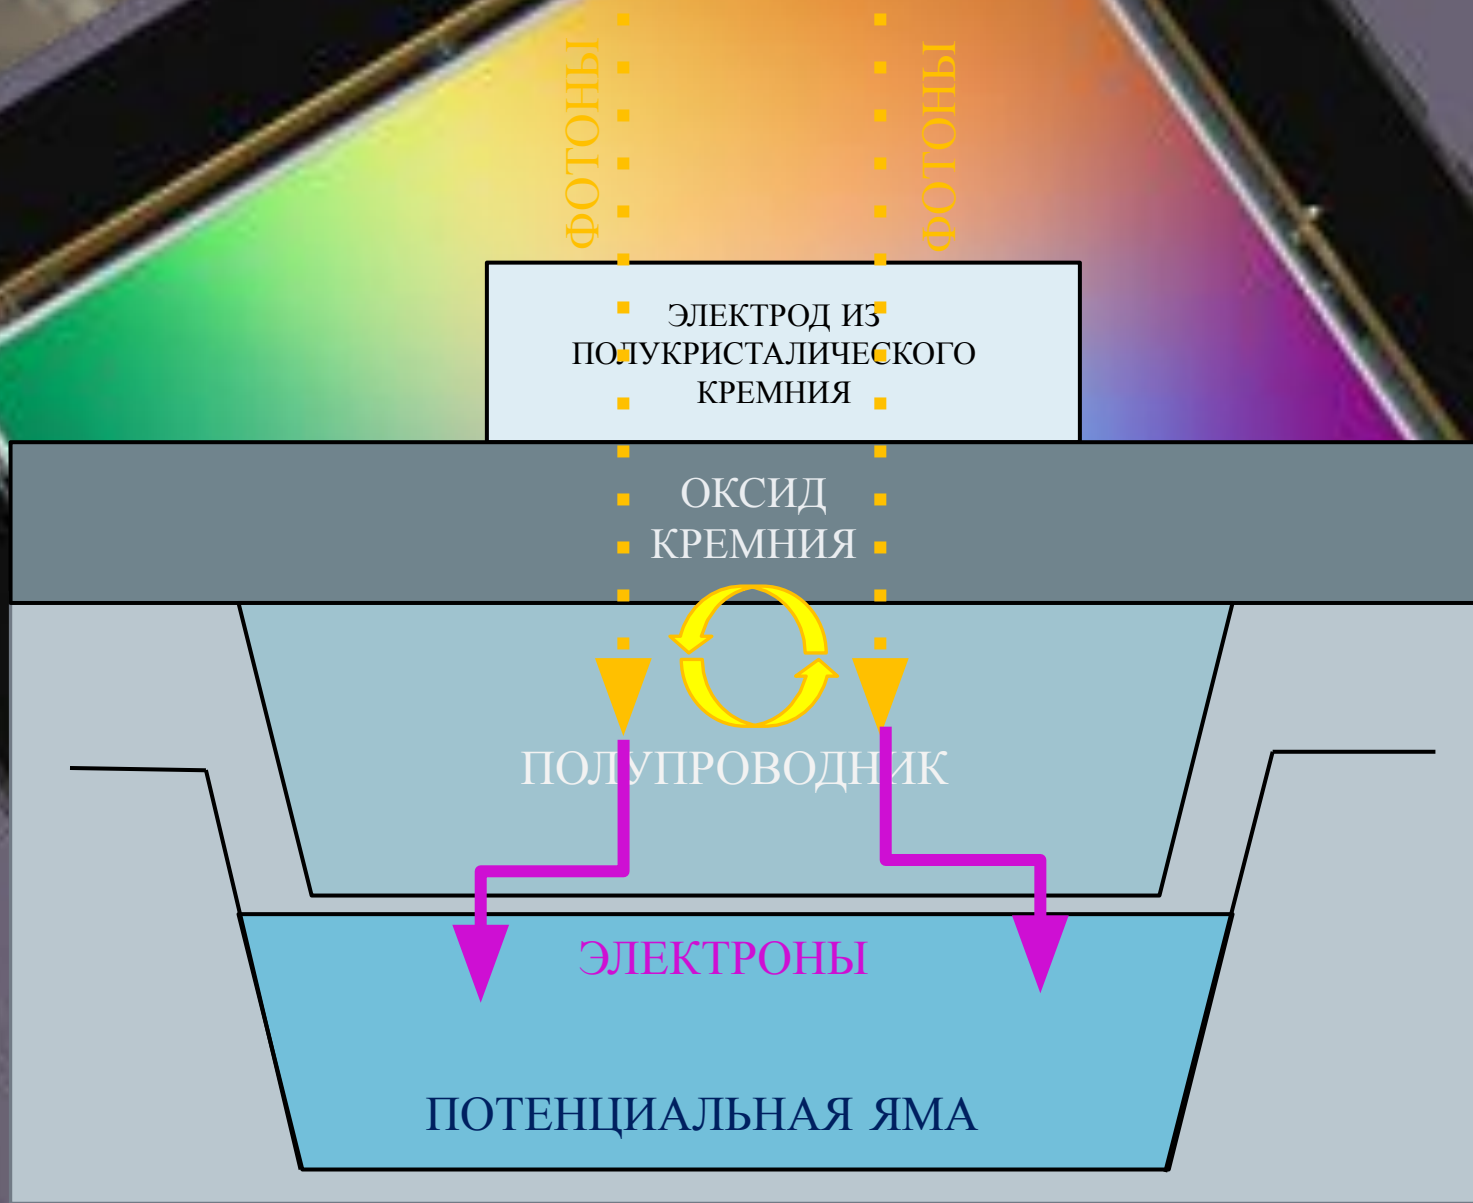 ФОТОНЫ
ФОТОНЫ
ЭЛЕКТРОД ИЗ
ПОЛУКРИСТАЛИЧЕСКОГО
КРЕМНИЯ
ОКСИД
КРЕМНИЯ
ПОЛУПРОВОДНИК
ЭЛЕКТРОНЫ
ПОТЕНЦИАЛЬНАЯ ЯМА